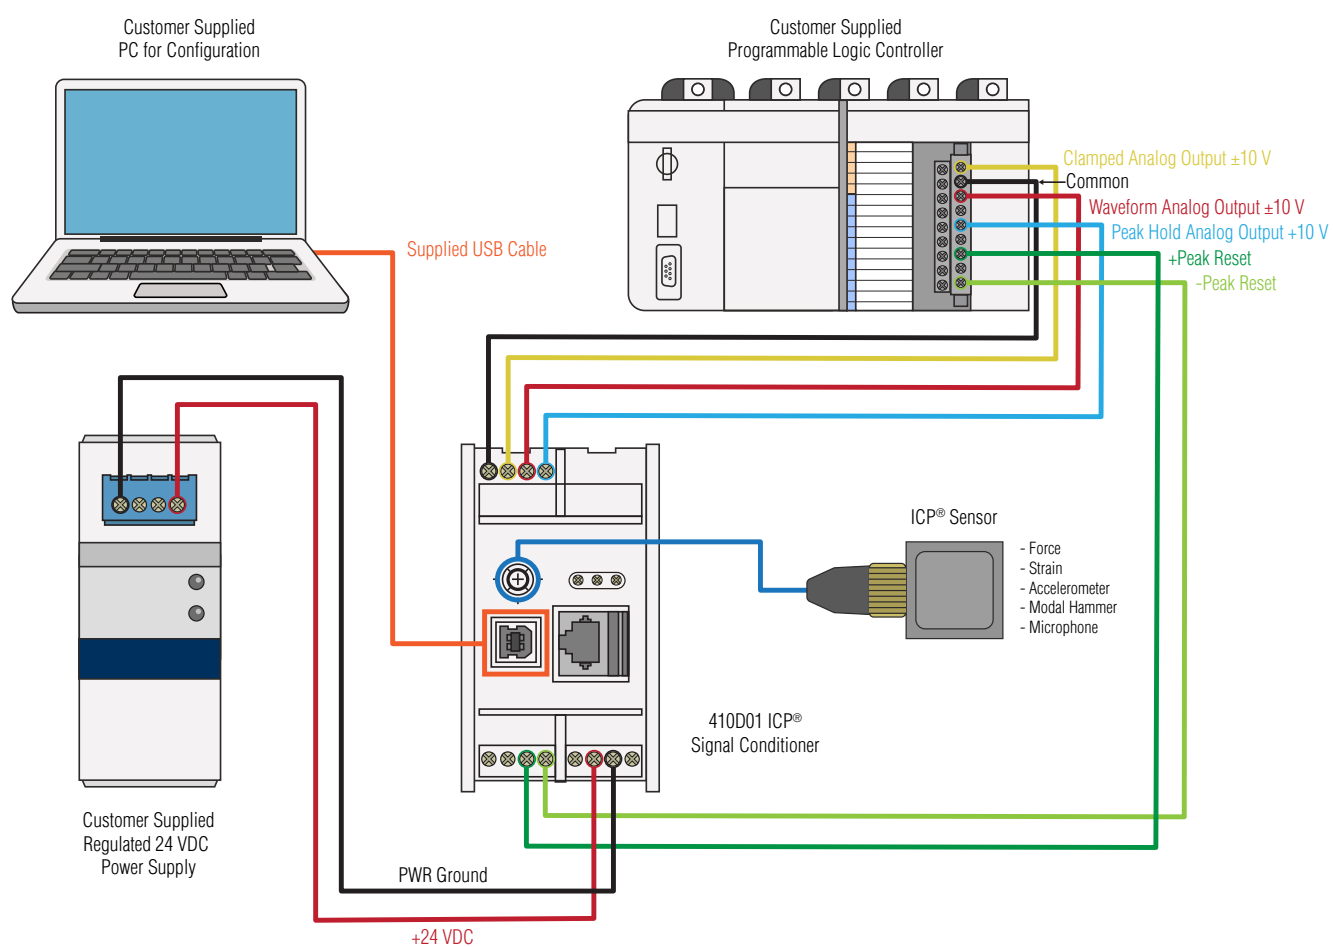 Customer Supplied
PC for Configuration
Customer Supplied
Programmable Logic Controller
Clamped Analog Output ±10 V
Common
Waveform Analog Output ±10 V
Peak Hold Analog Output +10 V
+Peak Reset
-Peak Reset
Supplied USB Cable
ICP® Sensor
- Force
- Strain
- Accelerometer
- Modal Hammer
- Microphone
410D01 ICP®
Signal Conditioner
Customer Supplied
Regulated 24 VDC
Power Supply
PWR Ground
+24 VDC